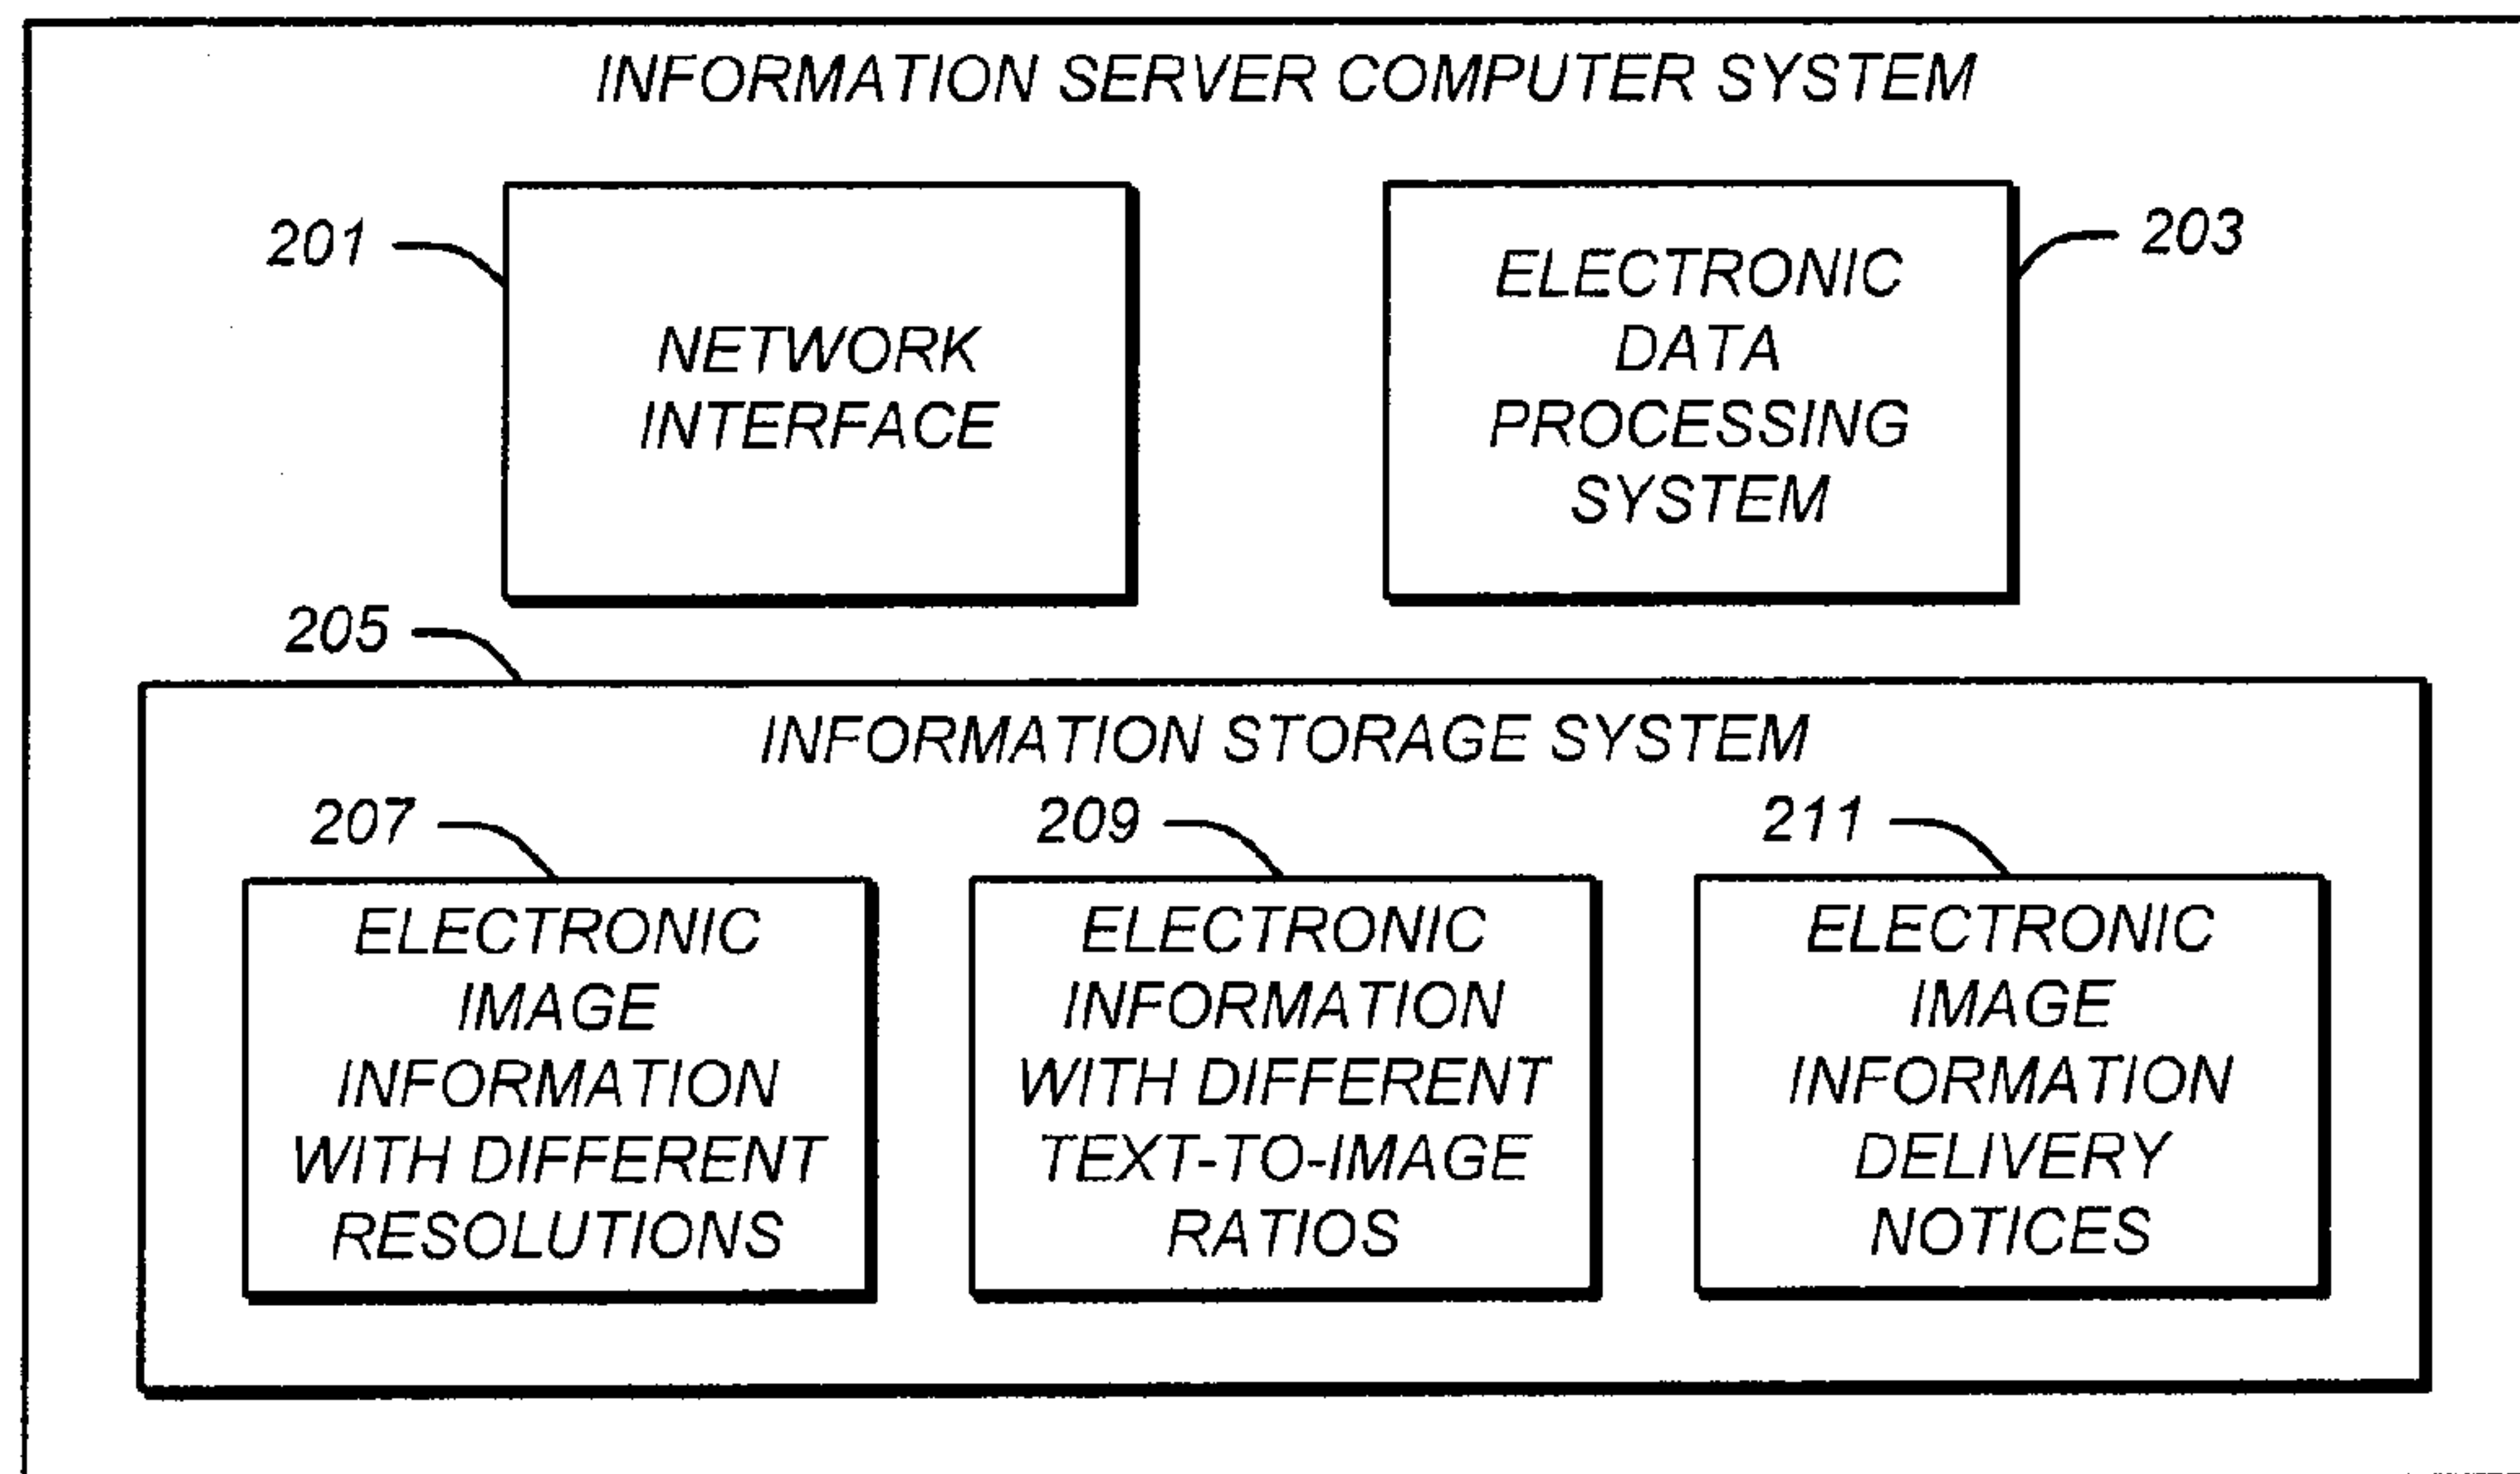 INFORMATION SERVER COMPUTER SYSTEM
201
NETWORK
INTERFACE
203
ELECTRONIC
DATA
PROCESSING
SYSTEM
205
INFORMATION STORAGE SYSTEM
207
ELECTRONIC
IMAGE
INFORMATION
WITH DIFFERENT
RESOLUTIONS
209
ELECTRONIC
INFORMATION
WITH DIFFERENT
TEXT-TO-IMAGE
RATIOS
211
ELECTRONIC
IMAGE
INFORMATION
DELIVERY
NOTICES